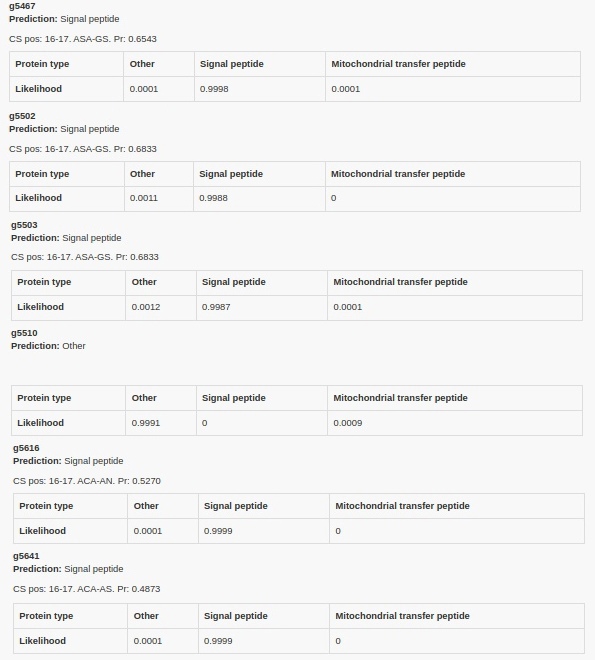 g5467
Prediction: Signal peptide
CS pos: 16-17. ASA-GS. Pr: 0.6543
Protein type Other Signal peptide Mitochondrial transfer peptide
Likelihood 0.0001 0.9998 0.0001
g5502
Prediction: Signal peptide
CS pos: 16-17. ASA-GS. Pr: 0.6833
Protein type Other Signal peptide Mitochondrial transfer peptide
Likelihood 0.0011 0.9988 0
g5503
Prediction: Signal peptide
CS pos: 16-17. ASA-GS. Pr: 0.6833
Protein type Other Signal peptide Mitochondrial transfer peptide
Likelihood 0.0012 0.9987 0.0001
g5510
Prediction: Other
Protein type Other Signal peptide Mitochondrial transfer peptide
Likelihood 0.9991 0 0.0009
g5616
Prediction: Signal peptide
CS pos: 16-17. ACA-AN. Pr: 0.5270
Protein type Other Signal peptide Mitochondrial transfer peptide
Likelihood 0.0001 0.9999 0
g5641
Prediction: Signal peptide
CS pos: 16-17. ACA-AS. Pr: 0.4873
Protein type Other Signal peptide Mitochondrial transfer peptide
Likelihood 0.0001 0.9999 0